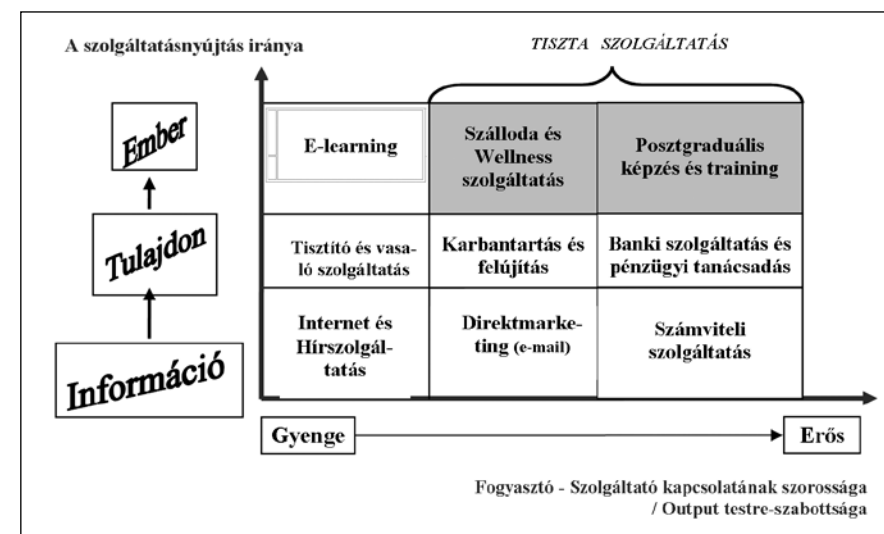 A szolgáltatásnyújtás iránya
TISZTA SZOLGÁLTATÁS
Ember
Tulajdon
Információ
E-learning
Szálloda és
Wellness
szolgáltatás
Posztgraduális
képzés és training
Tisztító és vasa-
ló szolgáltatás
Karbantartás és
felújítás
Banki szolgáltatás és
pénzügyi tanácsadás
Internet és
Hírszolgál-
tatás
Direktmarke-
ting (e-mail)
Számviteli
szolgáltatás
Gyenge
Erős
Fogyasztó - Szolgáltató kapcsolatának szorossága
/ Output testre-szabottsága